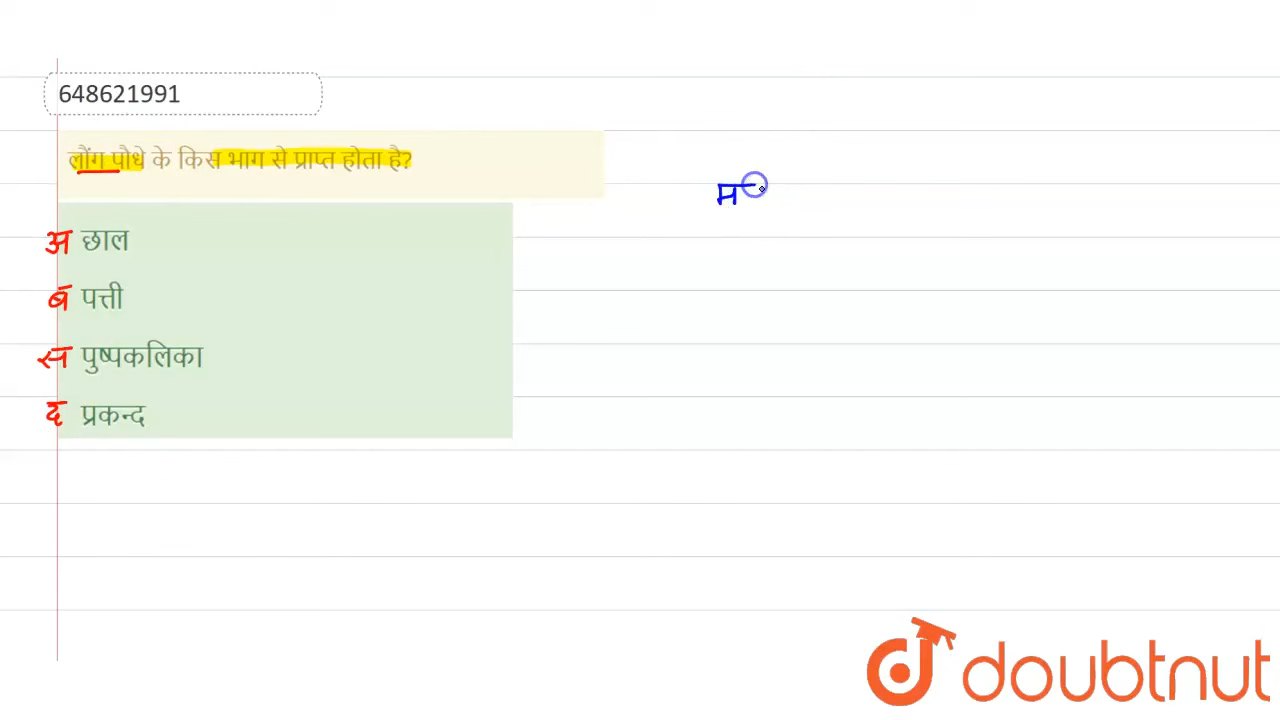 648621991
लौंग पौधे के किस भाग से प्राप्त होता है?
म
अ छाल
ब पत्ती
स पुष्पकलिका
द प्रकन्द
doubtnut